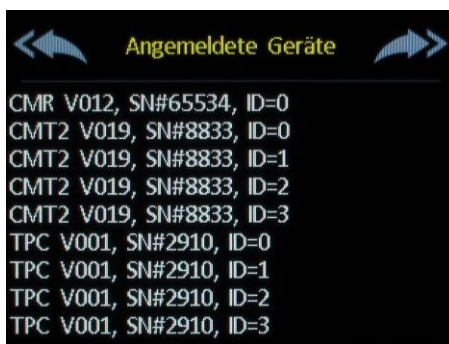 Angemeldete Geräte
CMR V012, SN#65534, ID=0
CMT2 V019, SN#8833, ID=0
CMT2 V019, SN#8833, ID=1
CMT2 V019, SN#8833, ID=2
CMT2 V019, SN#8833, ID=3
TPC V001, SN#2910, ID=0
TPC V001, SN#2910, ID=1
TPC V001, SN#2910, ID=2
TPC V001, SN#2910, ID=3